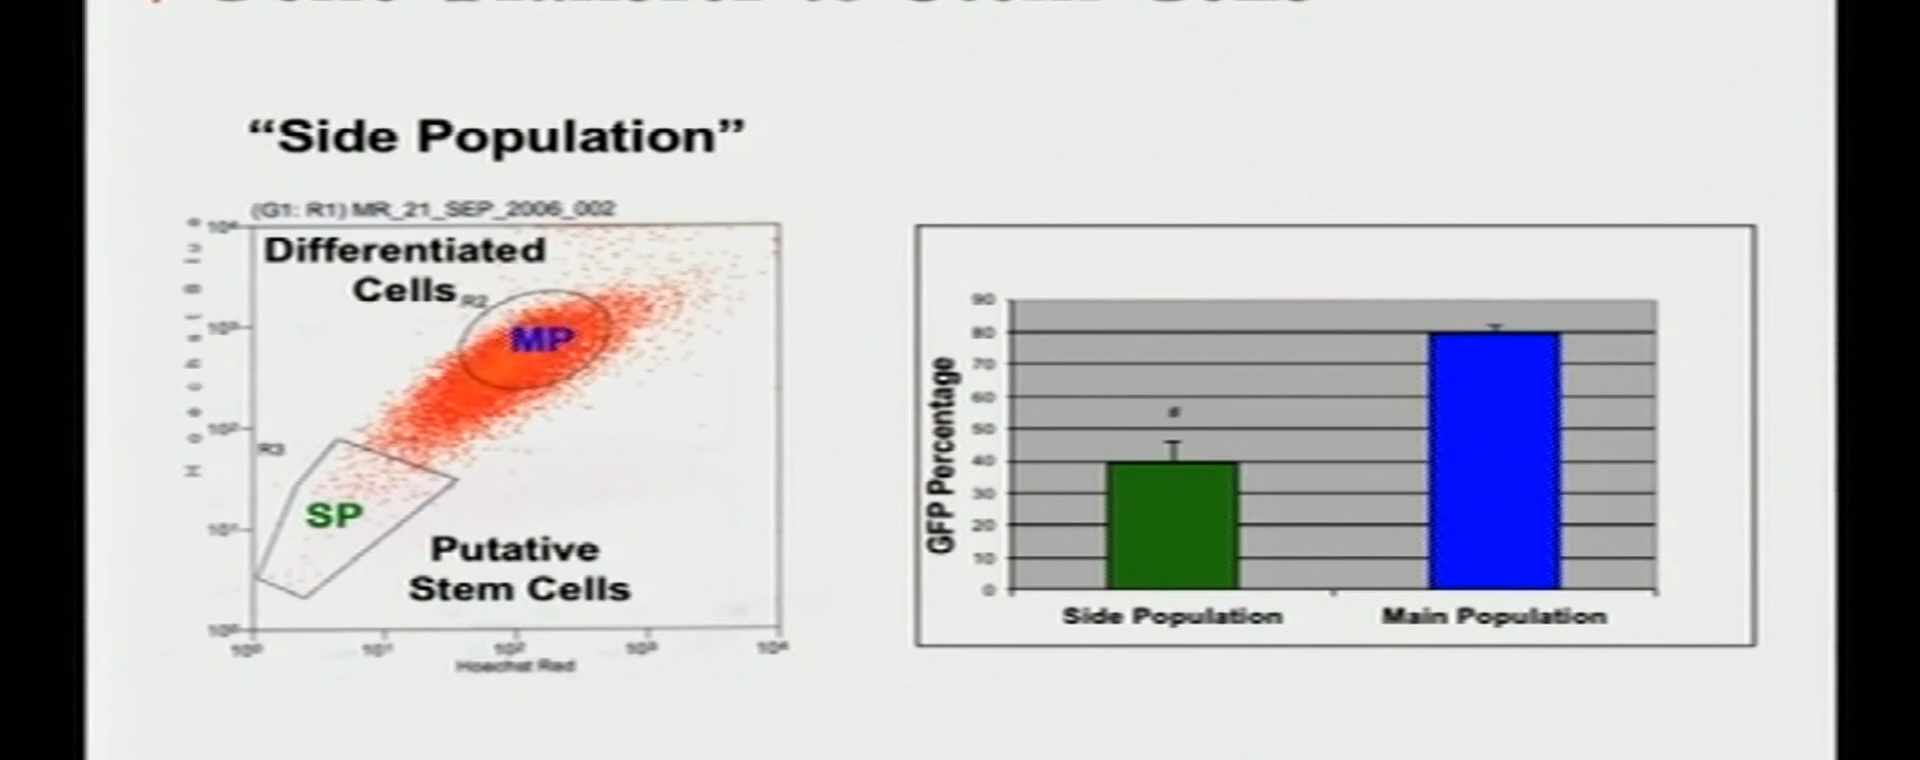 “Side Population”
(G1: R1) MR_21_SEP_2006_002
Differentiated
Cells
R2
MP
R3
SP
Putative
Stem Cells
10⁴
10³
10²
10¹
10⁰
10⁰ 10¹ 10² 10³ 10⁴
Hoechst Red
GFP Percentage
90
80
70
60
50
40
30
20
10
0
#
Side Population Main Population